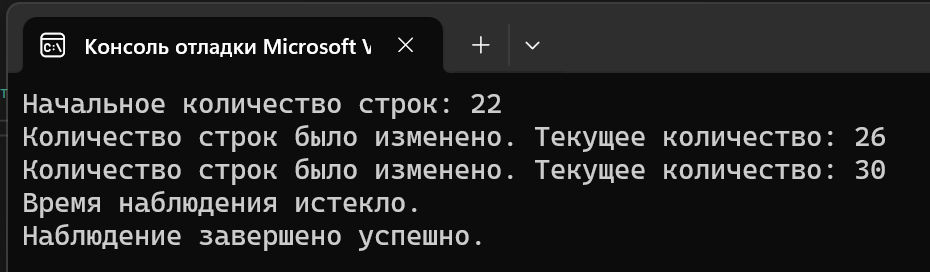 Консоль отладки Microsoft V
Начальное количество строк: 22
Количество строк было изменено. Текущее количество: 26
Количество строк было изменено. Текущее количество: 30
Время наблюдения истекло.
Наблюдение завершено успешно.